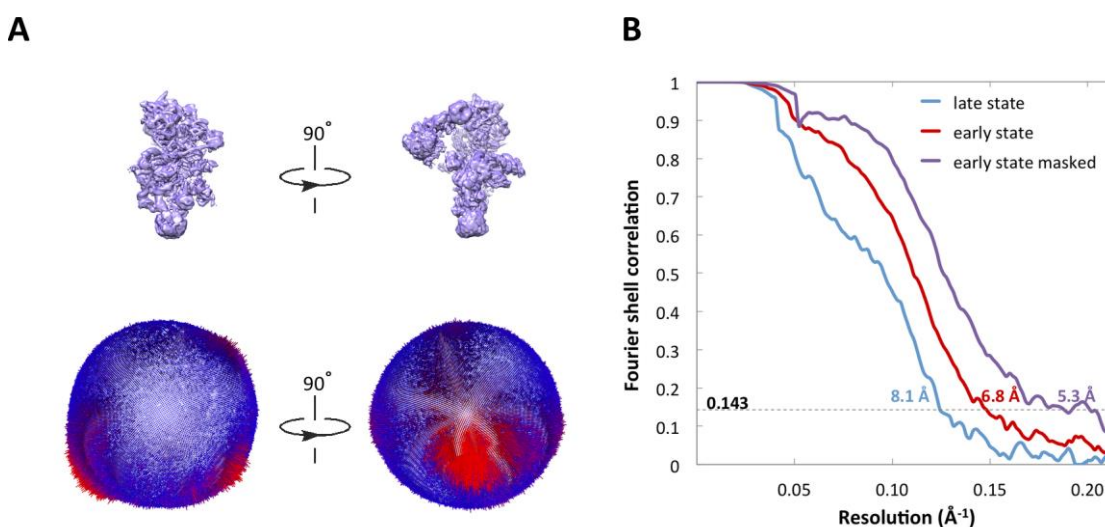 A
B
90°
90°
Fourier shell correlation
1
0.9
0.8
0.7
0.6
0.5
0.4
0.3
0.2
0.1
0
late state
early state
early state masked
0.143
8.1 Å
6.8 Å
5.3 Å
0.05
0.10
0.15
0.20
Resolution (Å⁻¹)